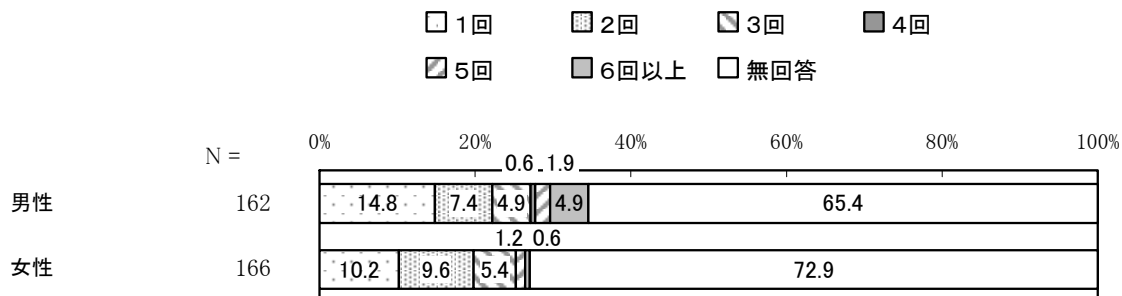 1回 2回 3回 4回
5回 6回以上 無回答
0% 20% 40% 60% 80% 100%
N =
0.6 1.9
男性 162 14.8 7.4 4.9 4.9 65.4
1.2 0.6
女性 166 10.2 9.6 5.4 72.9